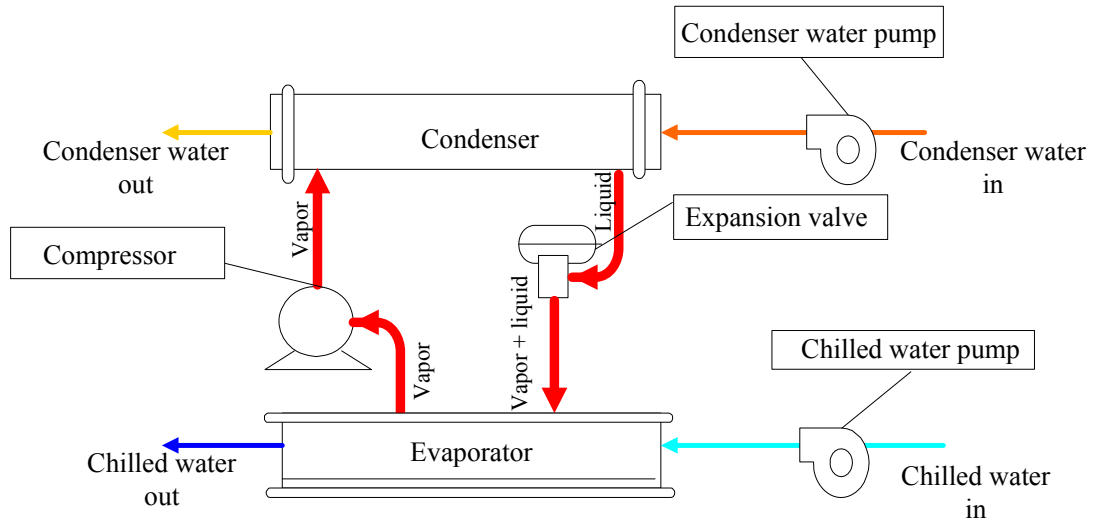 Condenser water pump
Condenser
Condenser water
out
Condenser water
in
Vapor
Liquid
Expansion valve
Compressor
Vapor + liquid
Vapor
Chilled water pump
Evaporator
Chilled water
out
Chilled water
in